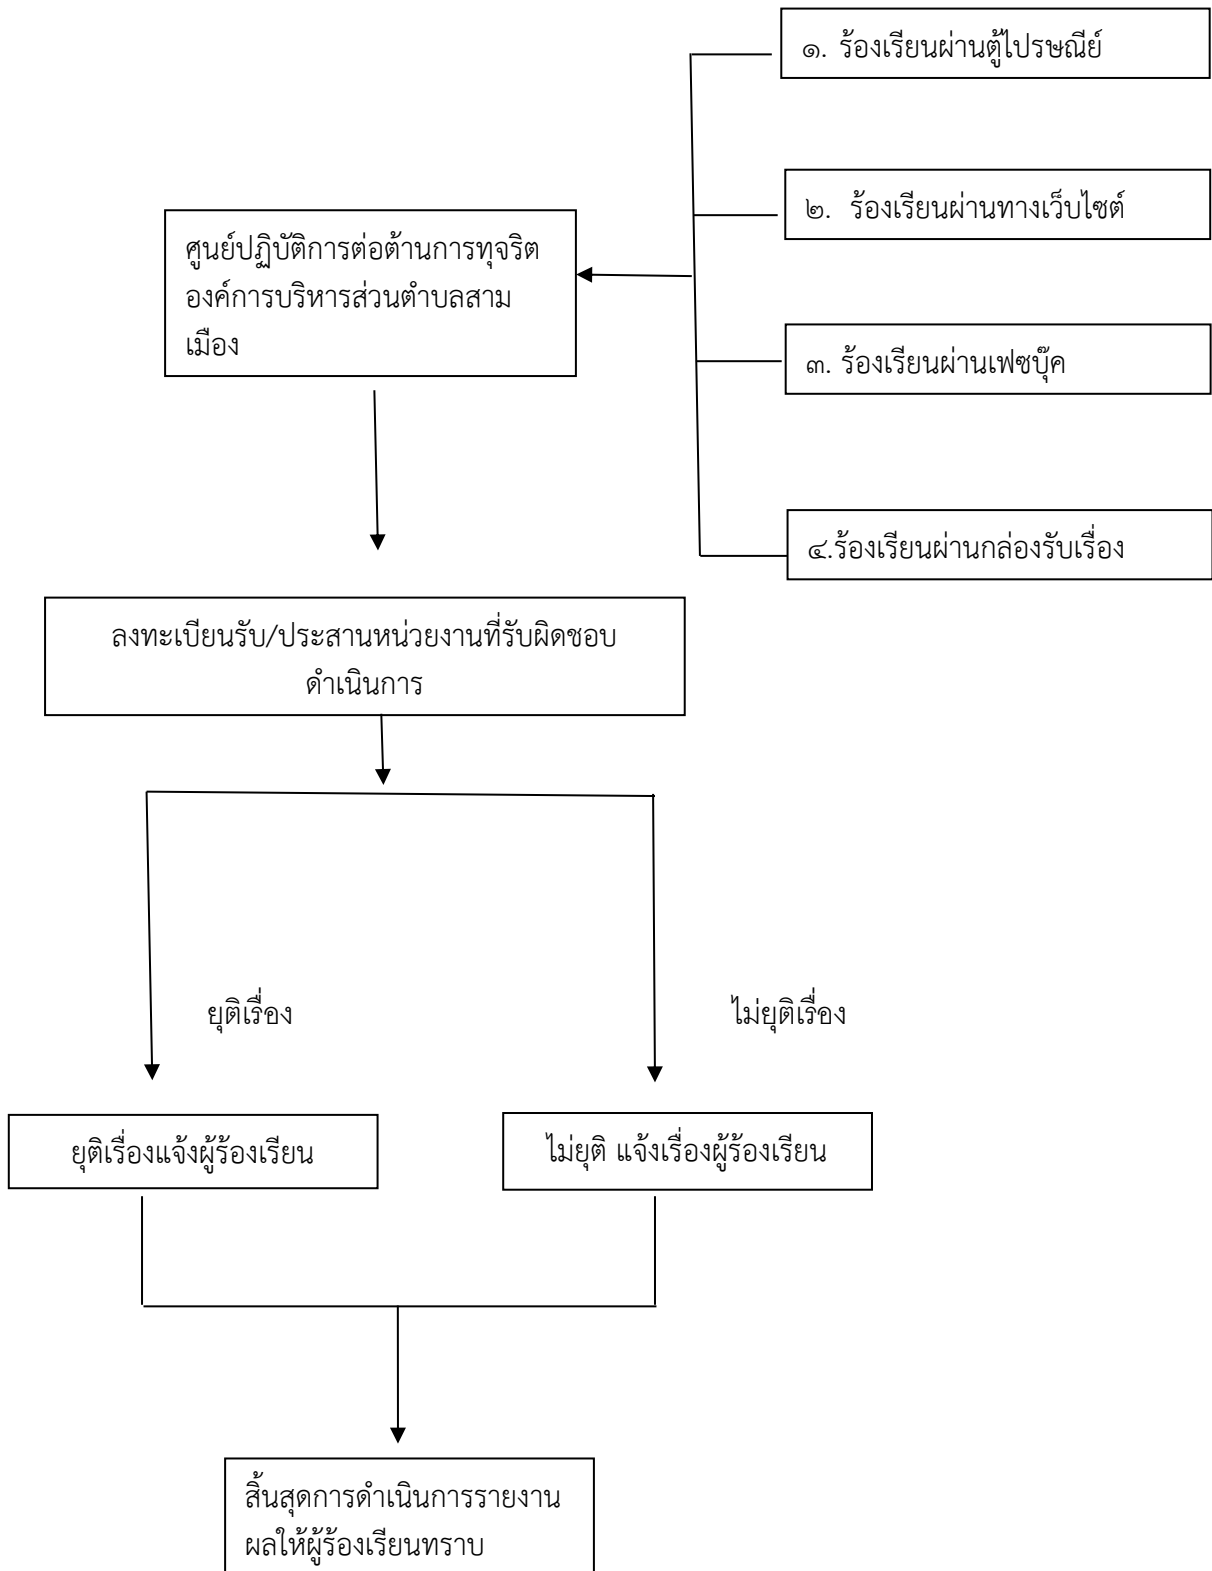 ๑. ร้องเรียนผ่านตู้ไปรษณีย์
๒. ร้องเรียนผ่านทางเว็บไซต์
ศูนย์ปฏิบัติการต่อต้านการทุจริต
องค์การบริหารส่วนตำบลสาม
เมือง
๓. ร้องเรียนผ่านเฟซบุ๊ค
๔.ร้องเรียนผ่านกล่องรับเรื่อง
ลงทะเบียนรับ/ประสานหน่วยงานที่รับผิดชอบ
ดำเนินการ
ยุติเรื่อง
ไม่ยุติเรื่อง
ยุติเรื่องแจ้งผู้ร้องเรียน
ไม่ยุติ แจ้งเรื่องผู้ร้องเรียน
สิ้นสุดการดำเนินการรายงาน
ผลให้ผู้ร้องเรียนทราบ